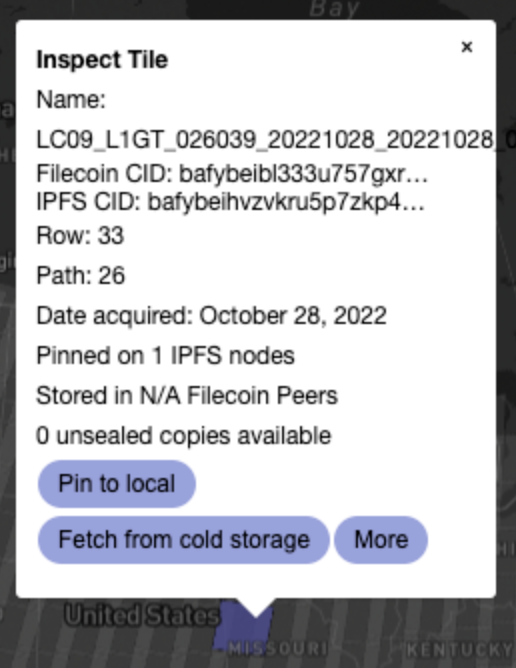 Bay
×
Inspect Tile
Name:
LC09_L1GT_026039_20221028_20221028_0
Filecoin CID: bafybeibl333u757gxr...
IPFS CID: bafybeihvzvkru5p7zkp4...
Row: 33
Path: 26
Date acquired: October 28, 2022
Pinned on 1 IPFS nodes
Stored in N/A Filecoin Peers
0 unsealed copies available
Pin to local
Fetch from cold storage
More
United States
MISSOURI
KENTUCKY